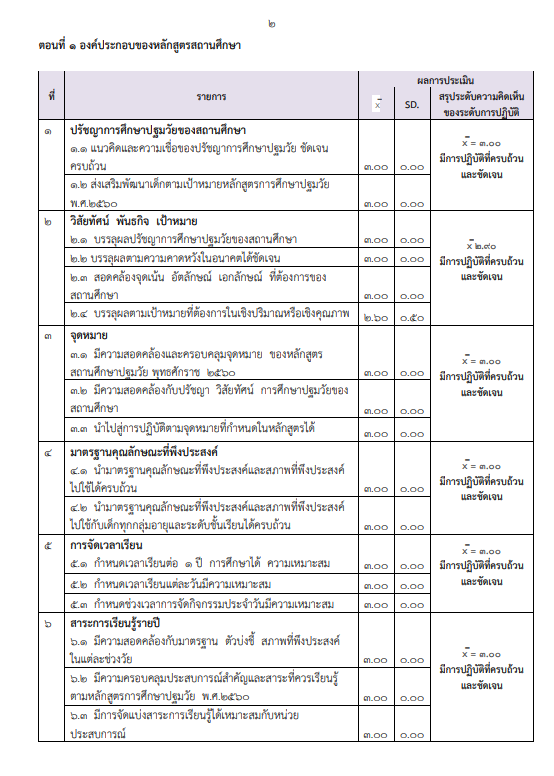 ๒
ตอนที่ ๑ องค์ประกอบของหลักสูตรสถานศึกษา
ที่ รายการ ผลการประเมิน
x̄ SD. สรุประดับความคิดเห็น
ของระดับการปฏิบัติ
๑ ปรัชญาการศึกษาปฐมวัยของสถานศึกษา
๑.๑ แนวคิดและความเชื่อของปรัชญาการศึกษาปฐมวัย ชัดเจน
ครบถ้วน ๓.๐๐ ๐.๐๐
๑.๒ ส่งเสริมพัฒนาเด็กตามเป้าหมายหลักสูตรการศึกษาปฐมวัย
พ.ศ.๒๕๖๐ ๓.๐๐ ๐.๐๐
x̄ = ๓.๐๐
มีการปฏิบัติที่ครบถ้วน
และชัดเจน
๒ วิสัยทัศน์ พันธกิจ เป้าหมาย
๒.๑ บรรลุผลปรัชญาการศึกษาปฐมวัยของสถานศึกษา ๓.๐๐ ๐.๐๐
๒.๒ บรรลุผลตามความคาดหวังในอนาคตได้ชัดเจน ๓.๐๐ ๐.๐๐
๒.๓ สอดคล้องจุดเน้น อัตลักษณ์ เอกลักษณ์ ที่ต้องการของ
สถานศึกษา ๓.๐๐ ๐.๐๐
๒.๔ บรรลุผลตามเป้าหมายที่ต้องการในเชิงปริมาณหรือเชิงคุณภาพ ๒.๖๐ ๐.๕๐
x̄ ๒.๙๐
มีการปฏิบัติที่ครบถ้วน
และชัดเจน
๓ จุดหมาย
๓.๑ มีความสอดคล้องและครอบคลุมจุดหมาย ของหลักสูตร
สถานศึกษาปฐมวัย พุทธศักราช ๒๕๖๐ ๓.๐๐ ๐.๐๐
๓.๒ มีความสอดคล้องกับปรัชญา วิสัยทัศน์ การศึกษาปฐมวัยของ
สถานศึกษา ๓.๐๐ ๐.๐๐
๓.๓ นำไปสู่การปฏิบัติตามจุดหมายที่กำหนดในหลักสูตรได้ ๓.๐๐ ๐.๐๐
x̄ = ๓.๐๐
มีการปฏิบัติที่ครบถ้วน
และชัดเจน
๔ มาตรฐานคุณลักษณะที่พึงประสงค์
๔.๑ นำมาตรฐานคุณลักษณะที่พึงประสงค์และสภาพที่พึงประสงค์
ไปใช้ได้ครบถ้วน ๓.๐๐ ๐.๐๐
๔.๒ นำมาตรฐานคุณลักษณะที่พึงประสงค์และสภาพที่พึงประสงค์
ไปใช้กับเด็กทุกกลุ่มอายุและระดับชั้นเรียนได้ครบถ้วน ๓.๐๐ ๐.๐๐
x̄ = ๓.๐๐
มีการปฏิบัติที่ครบถ้วน
และชัดเจน
๕ การจัดเวลาเรียน
๕.๑ กำหนดเวลาเรียนต่อ ๑ ปี การศึกษาได้ ความเหมาะสม ๓.๐๐ ๐.๐๐
๕.๒ กำหนดเวลาเรียนแต่ละวันมีความเหมาะสม ๓.๐๐ ๐.๐๐
๕.๓ กำหนดช่วงเวลาการจัดกิจกรรมประจำวันมีความเหมาะสม ๓.๐๐ ๐.๐๐
x̄ = ๓.๐๐
มีการปฏิบัติที่ครบถ้วน
และชัดเจน
๖ สาระการเรียนรู้รายปี
๖.๑ มีความสอดคล้องกับมาตรฐาน ตัวบ่งชี้ สภาพที่พึงประสงค์
ในแต่ละช่วงวัย ๓.๐๐ ๐.๐๐
๖.๒ มีความครอบคลุมประสบการณ์สำคัญและสาระที่ควรเรียนรู้
ตามหลักสูตรการศึกษาปฐมวัย พ.ศ.๒๕๖๐ ๓.๐๐ ๐.๐๐
๖.๓ มีการจัดแบ่งสาระการเรียนรู้ได้เหมาะสมกับหน่วย
ประสบการณ์ ๓.๐๐ ๐.๐๐
x̄ = ๓.๐๐
มีการปฏิบัติที่ครบถ้วน
และชัดเจน